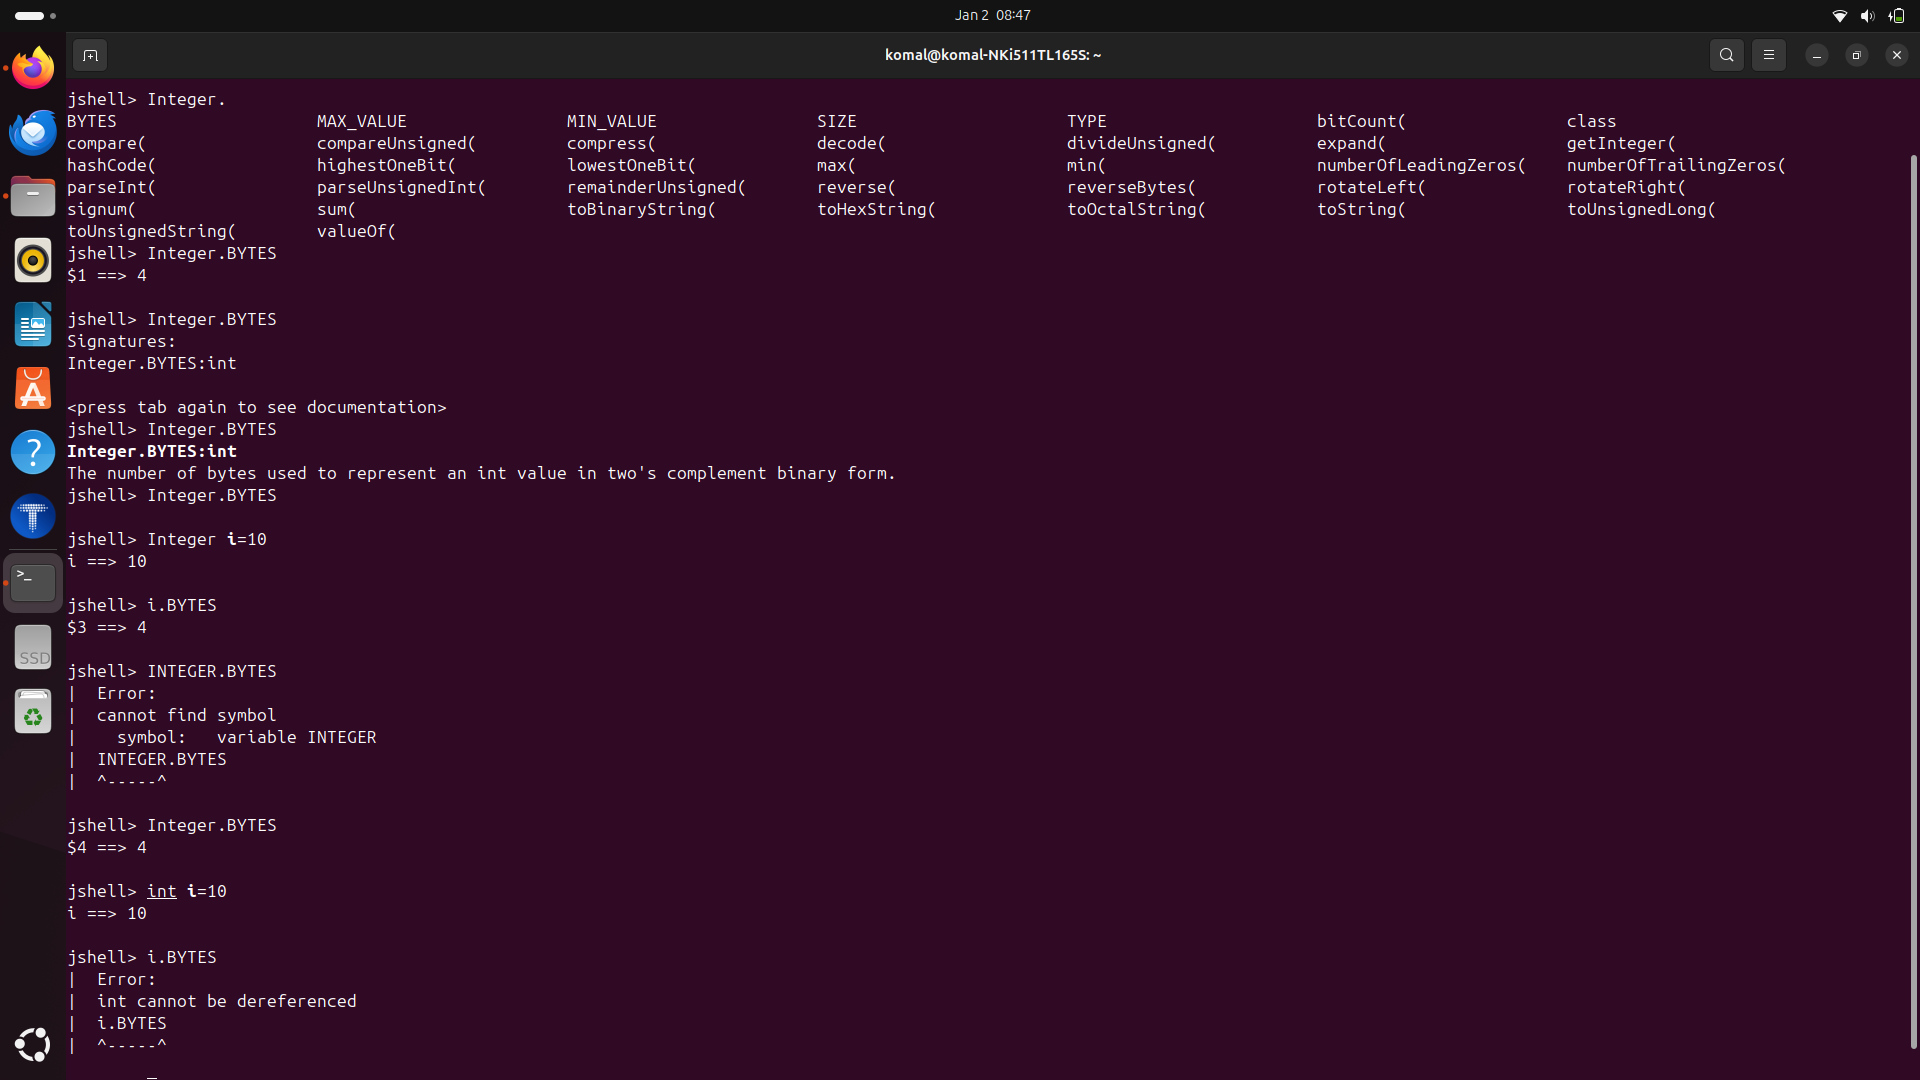 Jan 2 08:47
komal@komal-NKi511TL165S: ~
jshell> Integer.
BYTES MAX_VALUE MIN_VALUE SIZE TYPE bitCount( class
compare( compareUnsigned( compress( decode( divideUnsigned( expand( getInteger(
hashCode( highestOneBit( lowestOneBit( max( min( numberOfLeadingZeros( numberOfTrailingZeros(
parseInt( parseUnsignedInt( remainderUnsigned( reverse( reverseBytes( rotateLeft( rotateRight(
signum( sum( toBinaryString( toHexString( toOctalString( toString( toUnsignedLong(
toUnsignedString( valueOf(
jshell> Integer.BYTES
$1 ==> 4
jshell> Integer.BYTES
Signatures:
Integer.BYTES:int
<press tab again to see documentation>
jshell> Integer.BYTES
Integer.BYTES:int
The number of bytes used to represent an int value in two's complement binary form.
jshell> Integer.BYTES
jshell> Integer i=10
i ==> 10
jshell> i.BYTES
$3 ==> 4
jshell> INTEGER.BYTES
|  Error:
|  cannot find symbol
|    symbol:   variable INTEGER
|  INTEGER.BYTES
|  ^-----^
jshell> Integer.BYTES
$4 ==> 4
jshell> int i=10
i ==> 10
jshell> i.BYTES
|  Error:
|  int cannot be dereferenced
|  i.BYTES
|  ^-----^
SSD